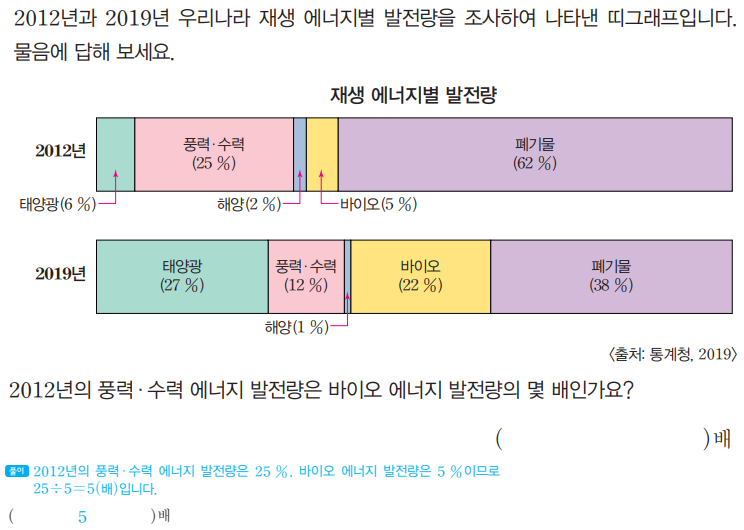 2012년과 2019년 우리나라 재생 에너지별 발전량을 조사하여 나타낸 띠그래프입니다.
물음에 답해 보세요.
재생 에너지별 발전량
2012년
풍력·수력
(25 %)
폐기물
(62 %)
태양광(6 %)
해양(2 %)
바이오(5 %)
2019년
태양광
(27 %)
풍력·수력
(12 %)
바이오
(22 %)
폐기물
(38 %)
해양(1 %)
〈출처: 통계청, 2019〉
2012년의 풍력·수력 에너지 발전량은 바이오 에너지 발전량의 몇 배인가요?
( )배
풀이 2012년의 풍력·수력 에너지 발전량은 25 %, 바이오 에너지 발전량은 5 %이므로
25÷5=5(배)입니다.
( 5 )배